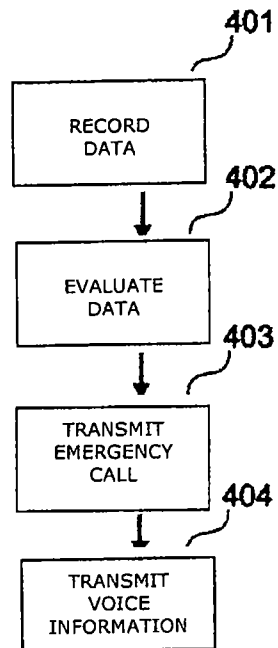 401
RECORD
DATA
402
EVALUATE
DATA
403
TRANSMIT
EMERGENCY
CALL
404
TRANSMIT
VOICE
INFORMATION